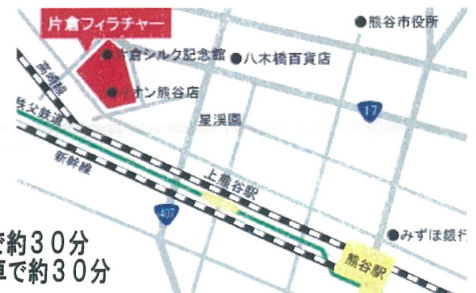 片倉フィラチャー
●熊谷市役所
●片倉シルク記念館
●八木橋百貨店
●イオン熊谷店
高崎線
17
星溪園
秩父鉄道
新幹線
上熊谷駅
407
●みずほ銀行
熊谷駅
で約30分
車で約30分